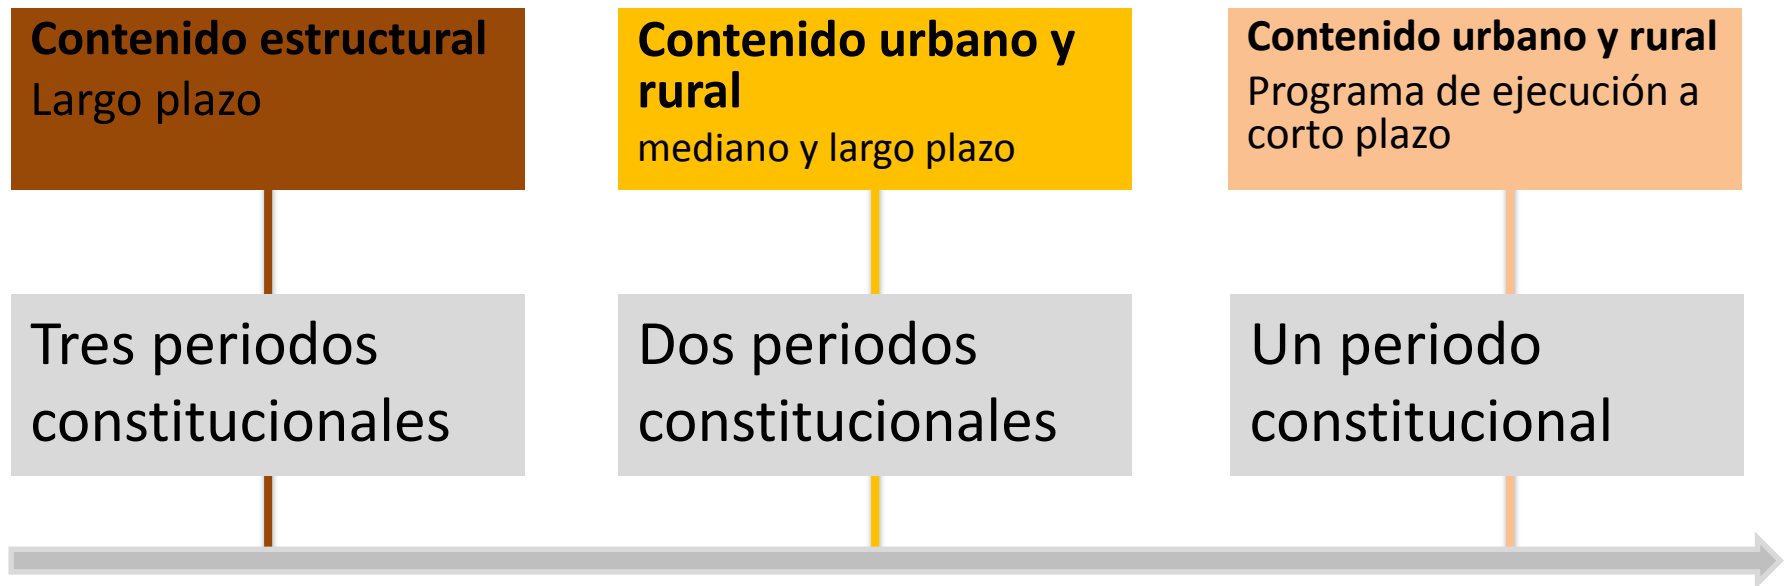 Contenido estructural
Largo plazo
Contenido urbano y
rural
mediano y largo plazo
Contenido urbano y rural
Programa de ejecución a
corto plazo
Tres periodos
constitucionales
Dos periodos
constitucionales
Un periodo
constitucional